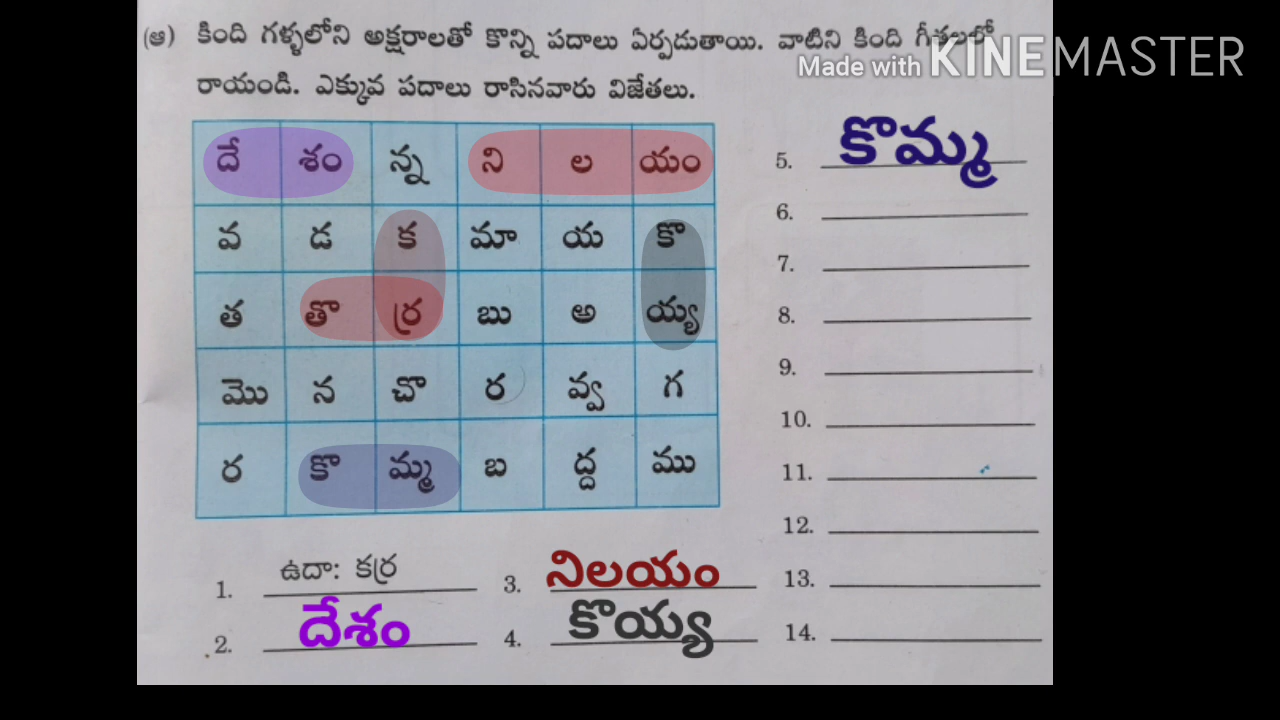 (ఆ) కింది గళ్ళలోని అక్షరాలతో కొన్ని పదాలు ఏర్పడుతాయి. వాటిని కింది గీతలలో
రాయండి. ఎక్కువ పదాలు రాసినవారు విజేతలు.
Made with KINEMASTER
దే శం న్న ని ల యం
వ డ క మా య కొ
త తొ ర్ర బు అ య్య
మొ న చొ ర వ్వ గ
ర కొ మ్మ బ ద్ద ము
1. ఉదా: కర్ర
2. దేశం
3. నిలయం
4. కొయ్య
5. కొమ్మ
6.
7.
8.
9.
10.
11.
12.
13.
14.